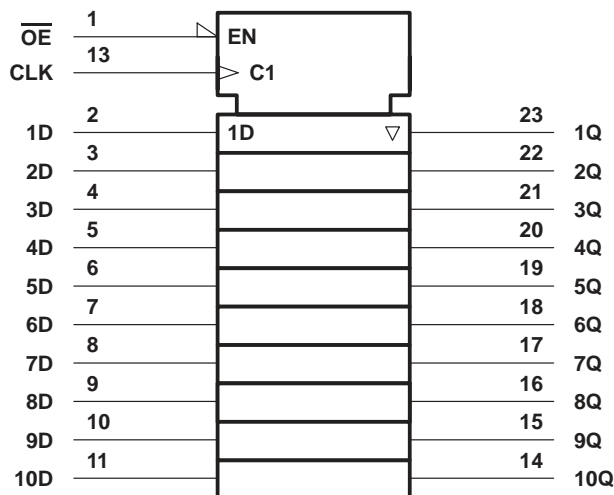 OE 1 EN
CLK 13 C1
1D 2 1D 23 1Q
2D 3 22 2Q
3D 4 21 3Q
4D 5 20 4Q
5D 6 19 5Q
6D 7 18 6Q
7D 8 17 7Q
8D 9 16 8Q
9D 10 15 9Q
10D 11 14 10Q